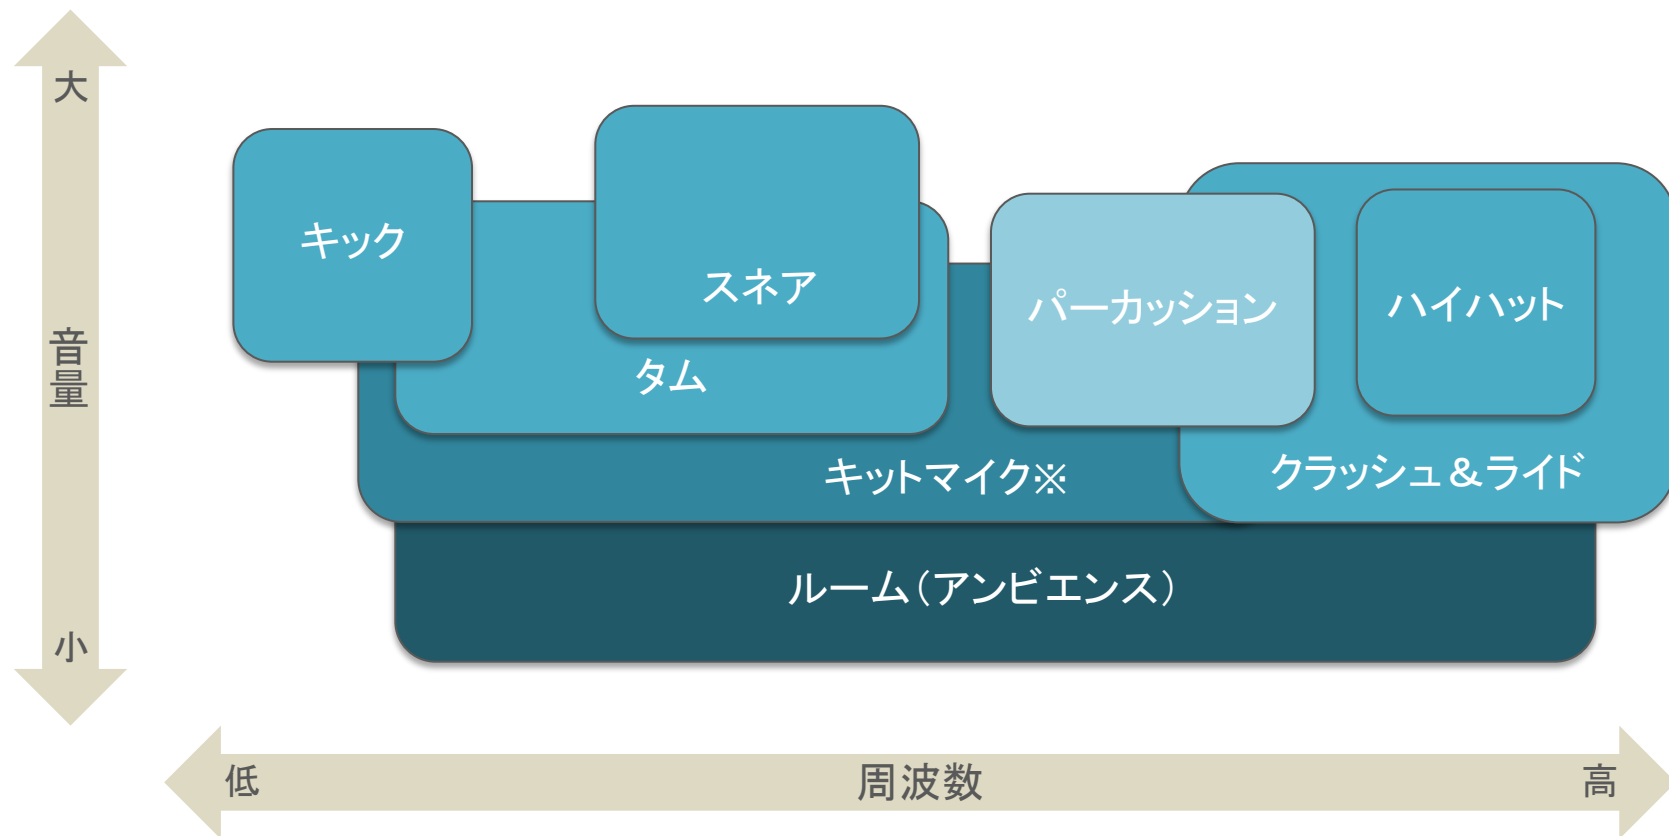 大
キック
スネア
パーカッション
ハイハット
音量
タム
キットマイク※
クラッシュ＆ライド
ルーム（アンビエンス）
小
低
周波数
高